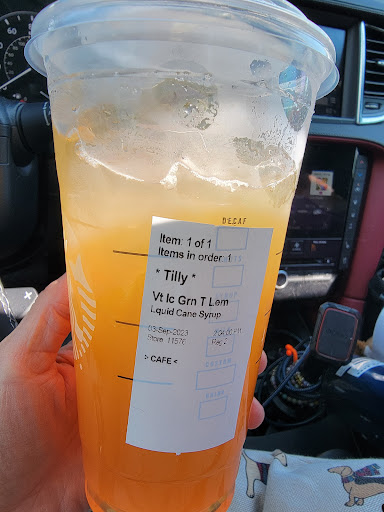 DECAF
Item: 1 of 1
Items in order: 1
* Tilly *
Vt Ic Grn T Lem
Liquid Cane Syrup
03-Sep-2023
Store: 11576
> CAFE <